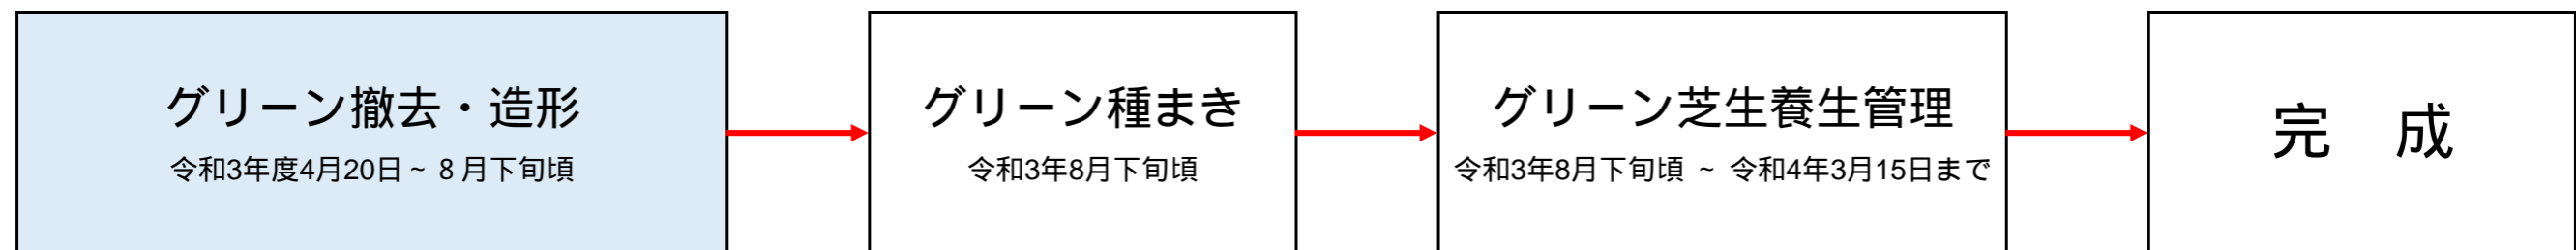 グリーン撤去・造形
令和3年度4月20日 ~ 8月下旬頃
グリーン種まき
令和3年8月下旬頃
グリーン芝生養生管理
令和3年8月下旬頃 ~ 令和4年3月15日まで
完 成